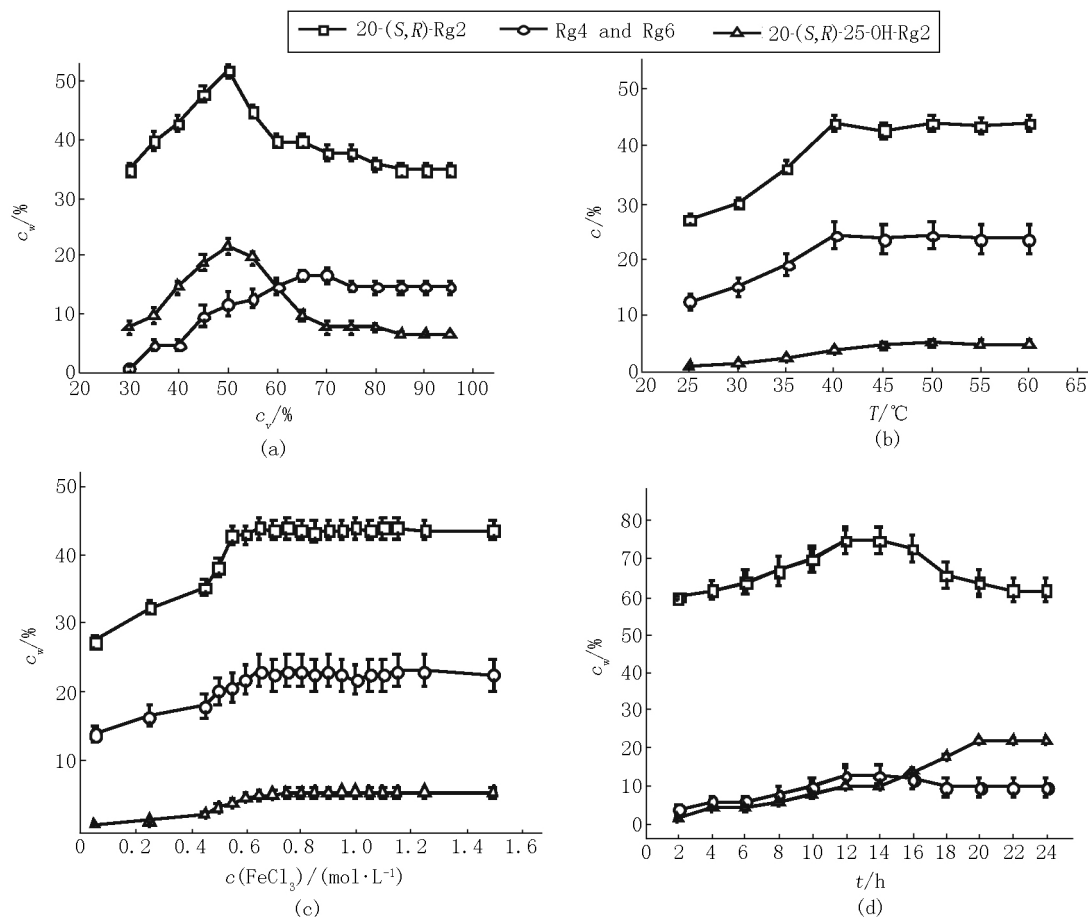 20-(S,R)-Rg2 Rg4 and Rg6 20-(S,R)-25-OH-Rg2
50
40
30
20
10
0
c_w/%
20 30 40 50 60 70 80 90 100
c_v/%
(a)
50
40
30
20
10
0
c/%
20 25 30 35 40 45 50 55 60 65
T/℃
(b)
50
40
30
20
10
c_w/%
0 0.2 0.4 0.6 0.8 1.0 1.2 1.4 1.6
c(FeCl₃)/(mol·L⁻¹)
(c)
80
70
60
50
40
30
20
10
0
c_w/%
0 2 4 6 8 10 12 14 16 18 20 22 24
t/h
(d)